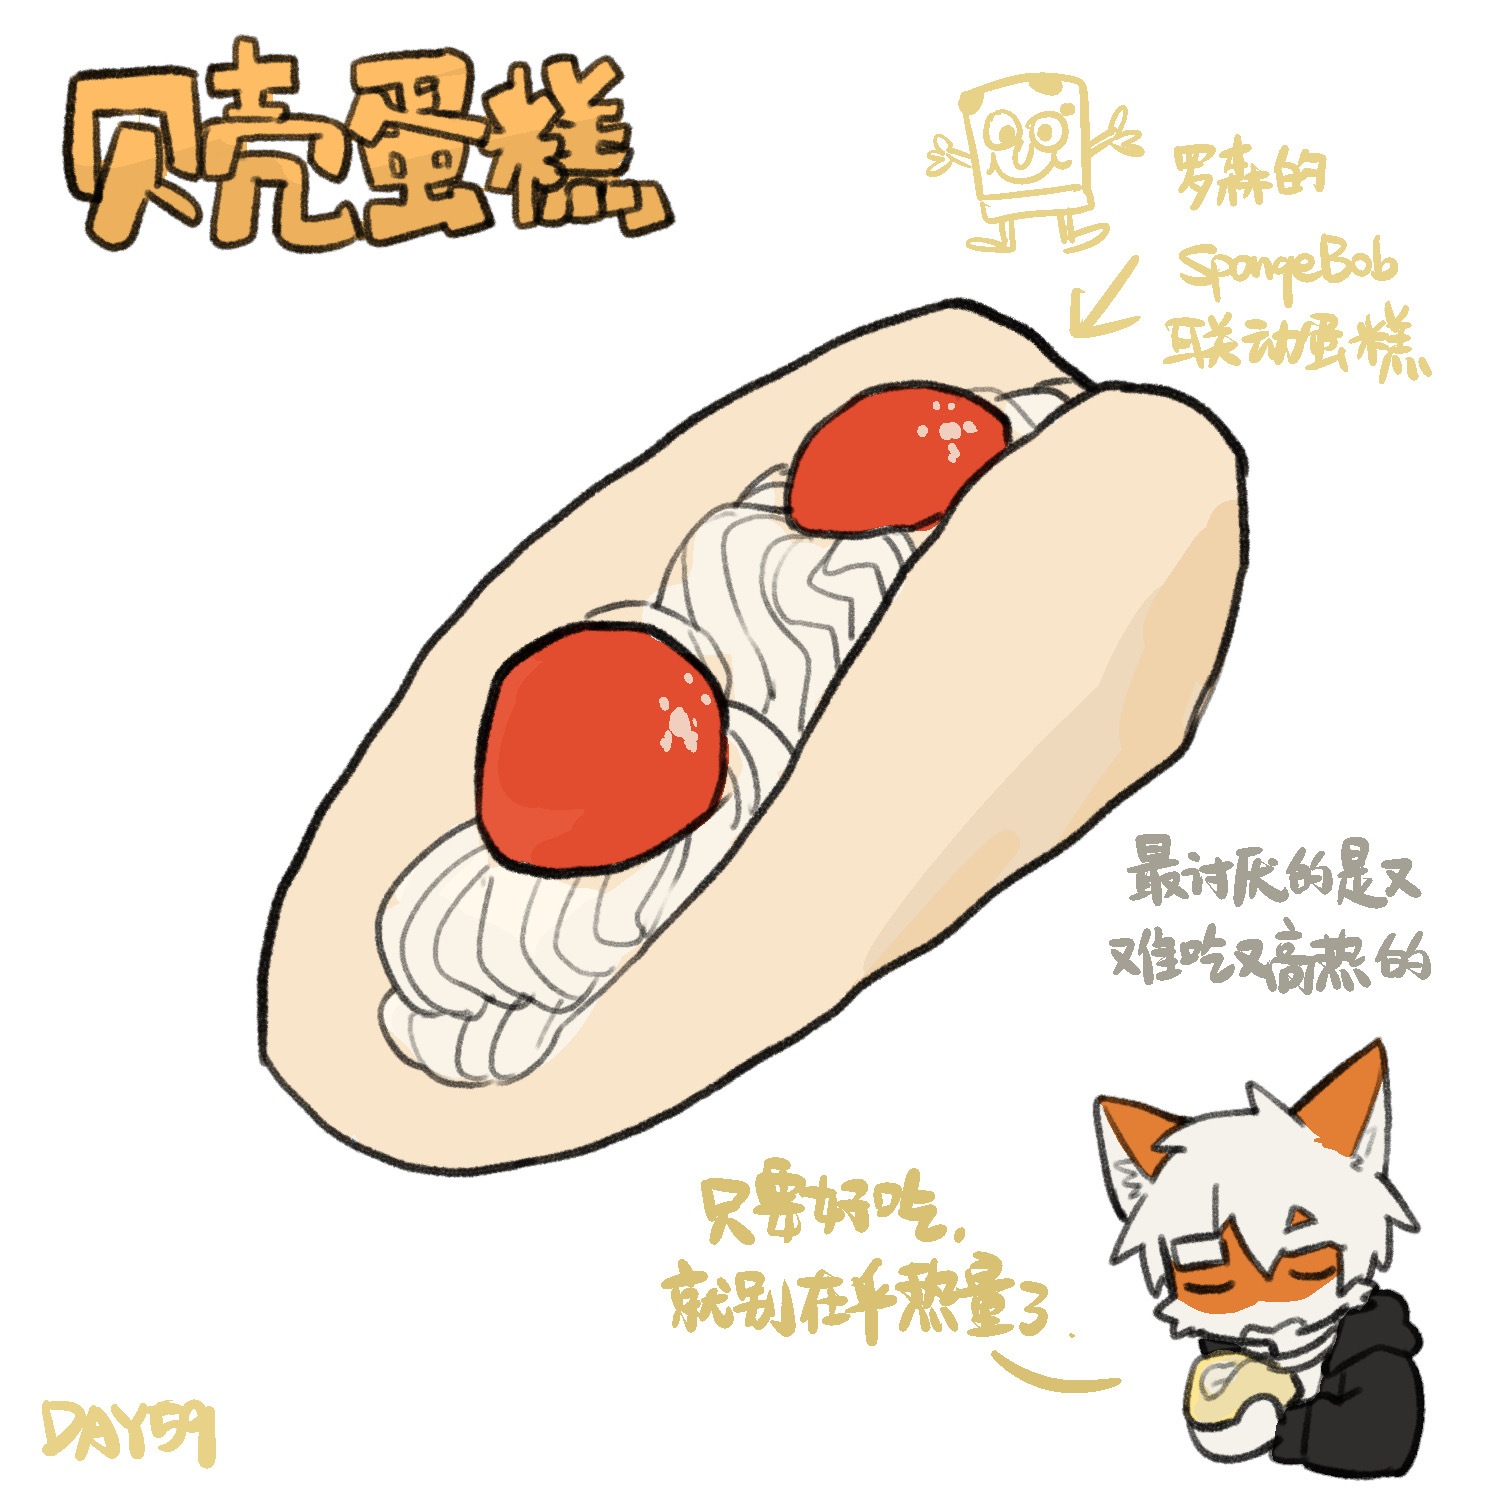 贝壳蛋糕
罗森的
SpongeBob
联动蛋糕
最讨厌的是又
难吃又高热的
只要好吃,
就别在乎热量了
DAY59